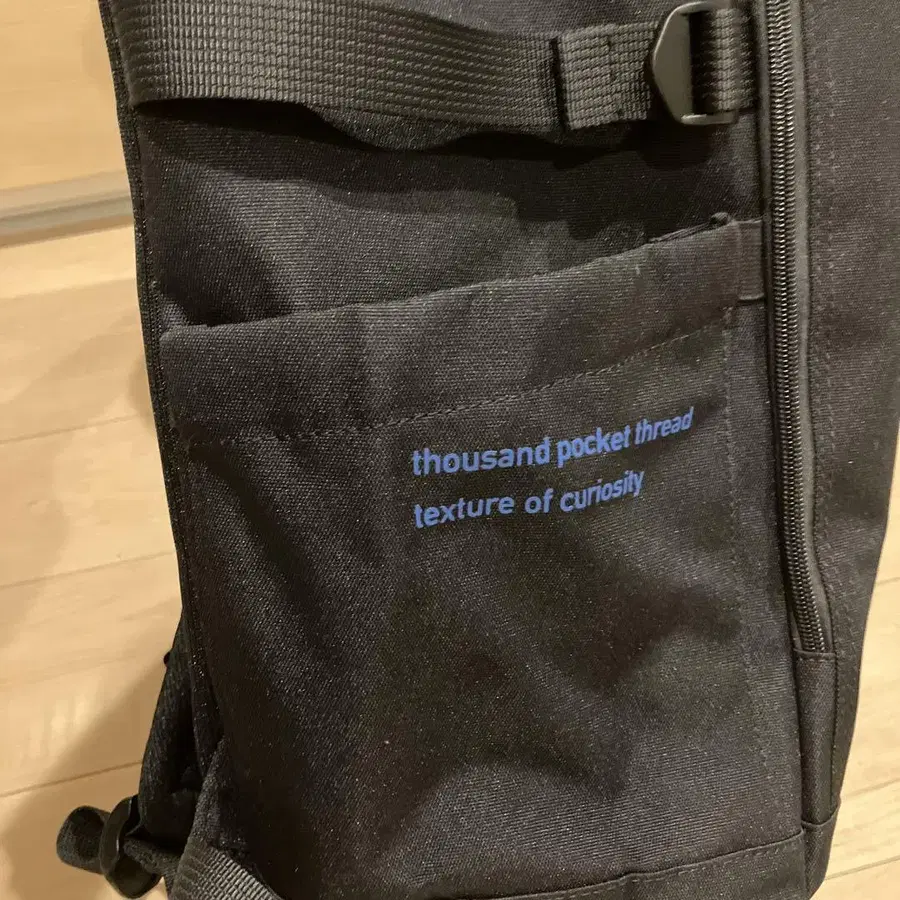 thousand pocket thread
texture of curiosity